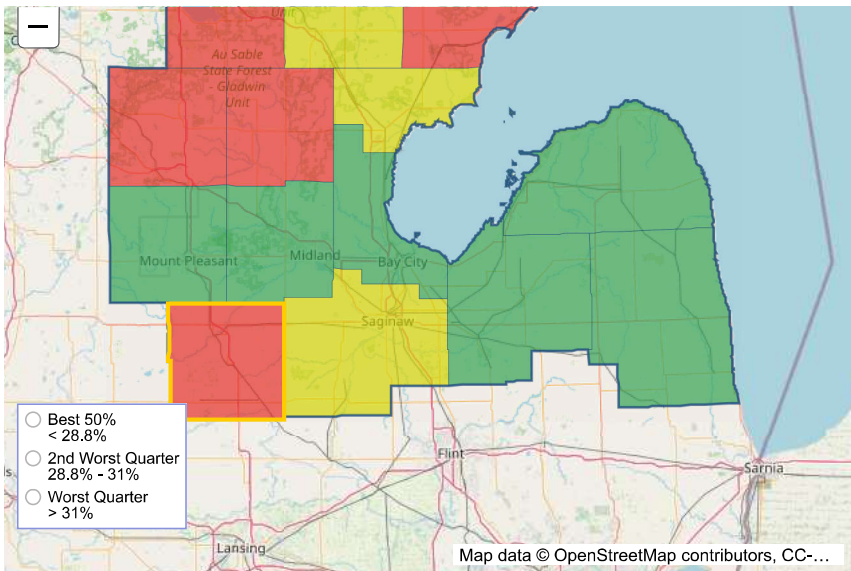 Unit
Au Sable
State Forest
- Gladwin
Unit
Mount Pleasant
Midland
Bay City
Saginaw
Best 50%
< 28.8%
2nd Worst Quarter
28.8% - 31%
Worst Quarter
> 31%
Flint
Sarnia
Lansing
Map data © OpenStreetMap contributors, CC-...